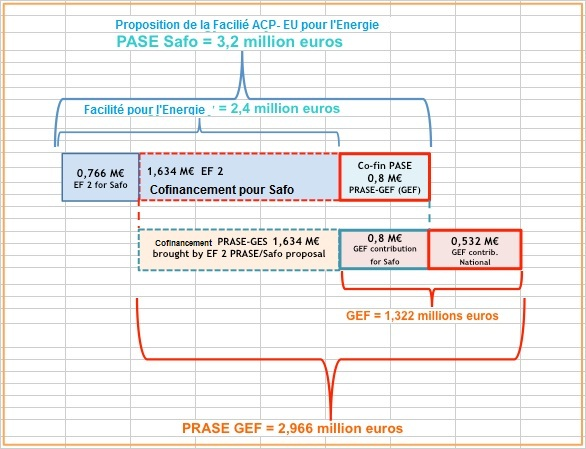 Proposition de la Facilié ACP- EU pour l'Energie
PASE Safo = 3,2 million euros
Facilité pour l'Energie = 2,4 million euros
0,766 M€
EF 2 for Safo
1,634 M€ EF 2
Cofinancement pour Safo
Co-fin PASE
0,8 M€
PRASE-GEF (GEF)
Cofinancement PRASE-GES 1,634 M€
brought by EF 2 PRASE/Safo proposal
0,8 M€
GEF contribution
for Safo
0,532 M€
GEF contrib.
National
GEF = 1,322 millions euros
PRASE GEF = 2,966 million euros